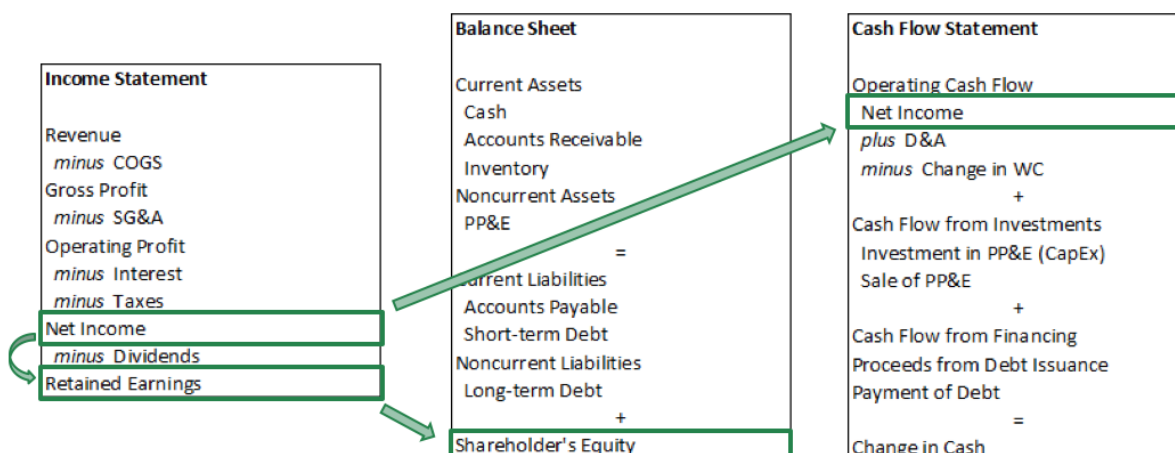 Income Statement
Revenue
minus COGS
Gross Profit
minus SG&A
Operating Profit
minus Interest
minus Taxes
Net Income
minus Dividends
Retained Earnings
Balance Sheet
Current Assets
Cash
Accounts Receivable
Inventory
Noncurrent Assets
PP&E
=
Current Liabilities
Accounts Payable
Short-term Debt
Noncurrent Liabilities
Long-term Debt
+
Shareholder's Equity
Cash Flow Statement
Operating Cash Flow
Net Income
plus D&A
minus Change in WC
+
Cash Flow from Investments
Investment in PP&E (CapEx)
Sale of PP&E
+
Cash Flow from Financing
Proceeds from Debt Issuance
Payment of Debt
=
Change in Cash